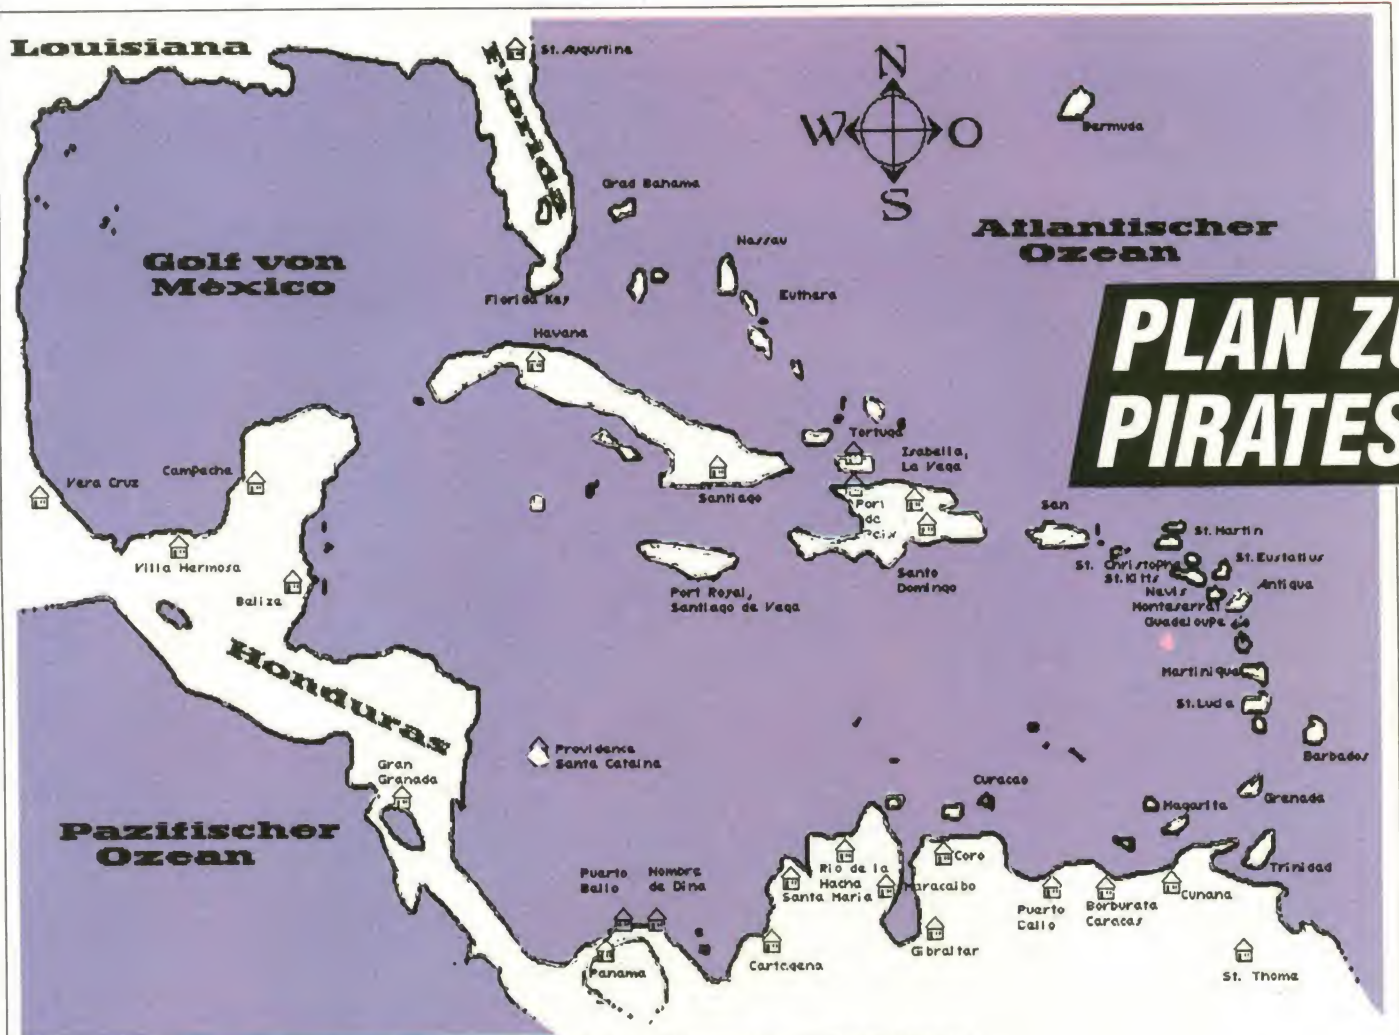 Louisiana
St. Augustine
Florida
N
W
O
S
Bermuda
Grad Bahama
Atlantischer
Ozean
Nassau
Golf von
México
Florida Key
Euthera
PLAN ZU
PIRATES
Havana
Tortuga
Isabella,
La Vega
Campeche
Vera Cruz
Santiago
Port
de
Paix
San
St. Martin
Villa Hermosa
St. Christophe
St. Eustatius
St. Kitts
Baliza
Port Royal,
Santiago de Vega
Santo
Domingo
Nevis
Antiqua
Montaserrat
Guadeloupe
Honduras
Martinique
St. Lucia
Providence
Santa Catalna
Barbados
Gran
Granada
Curacao
Magarita
Grenada
Pazifischer
Ozean
Puerto
Bello
Nombre
de Dina
Rio de la
Hacha
Coro
Trinidad
Santa Maria
Maracaibo
Puerto
Callo
Borburata
Caracas
Cunana
Panama
Cartagena
Gibraltar
St. Thome